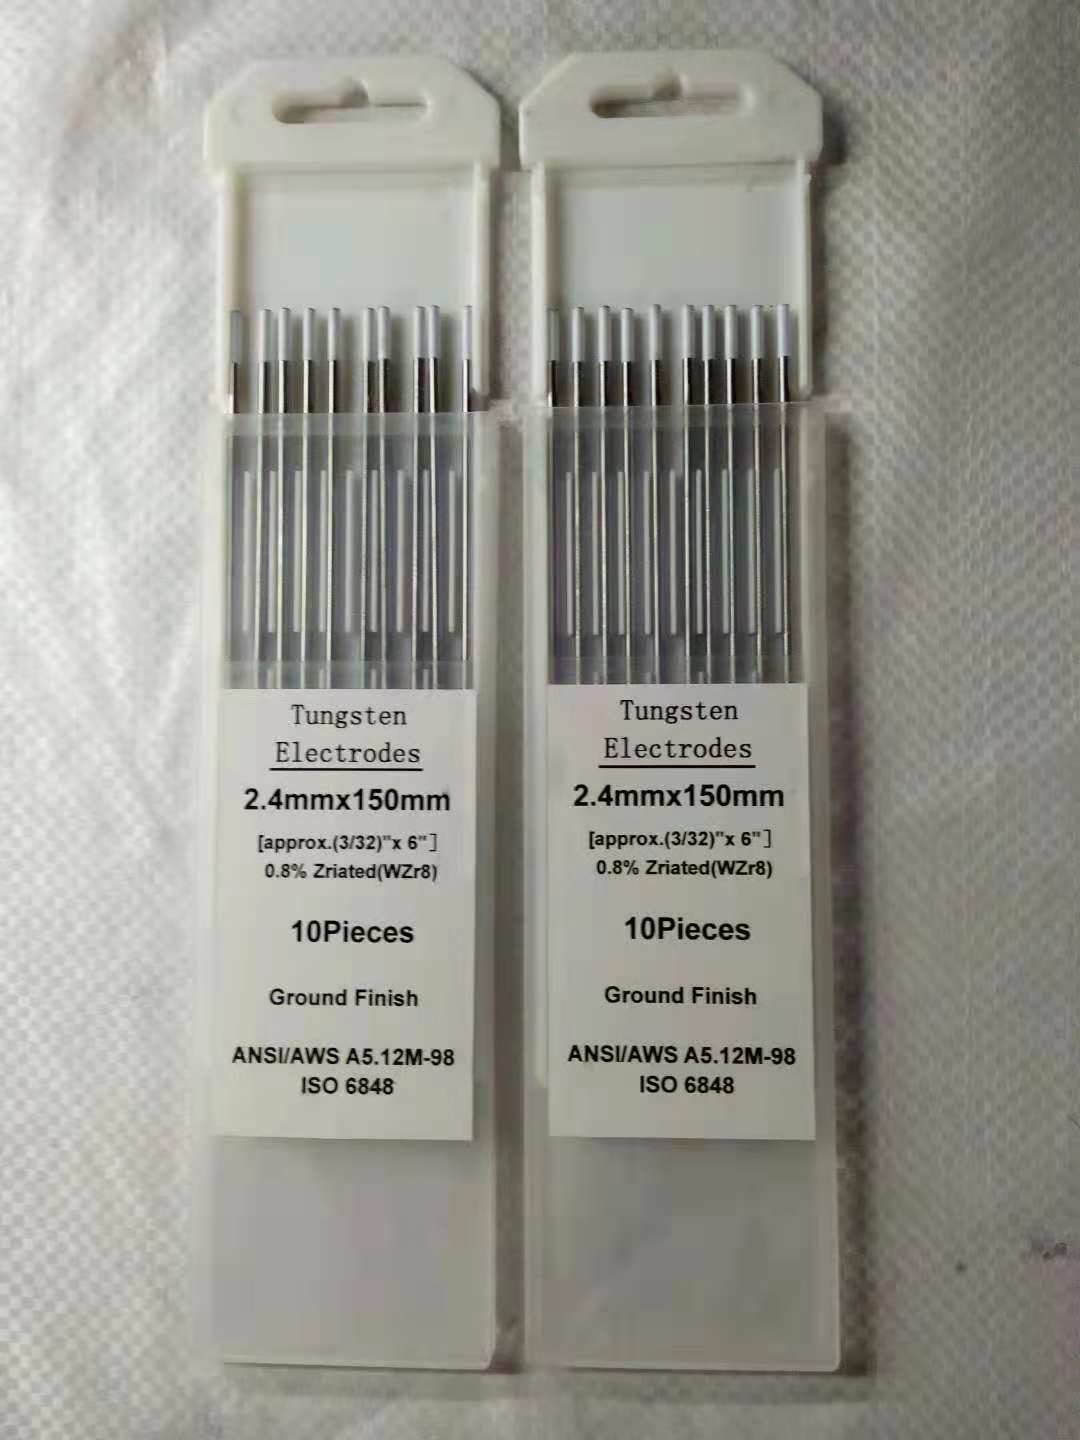 Tungsten
Electrodes
2.4mmx150mm
[approx.(3/32)"x 6"]
0.8% Zriated(WZr8)
10Pieces
Ground Finish
ANSI/AWS A5.12M-98
ISO 6848
Tungsten
Electrodes
2.4mmx150mm
[approx.(3/32)"x 6"]
0.8% Zriated(WZr8)
10Pieces
Ground Finish
ANSI/AWS A5.12M-98
ISO 6848